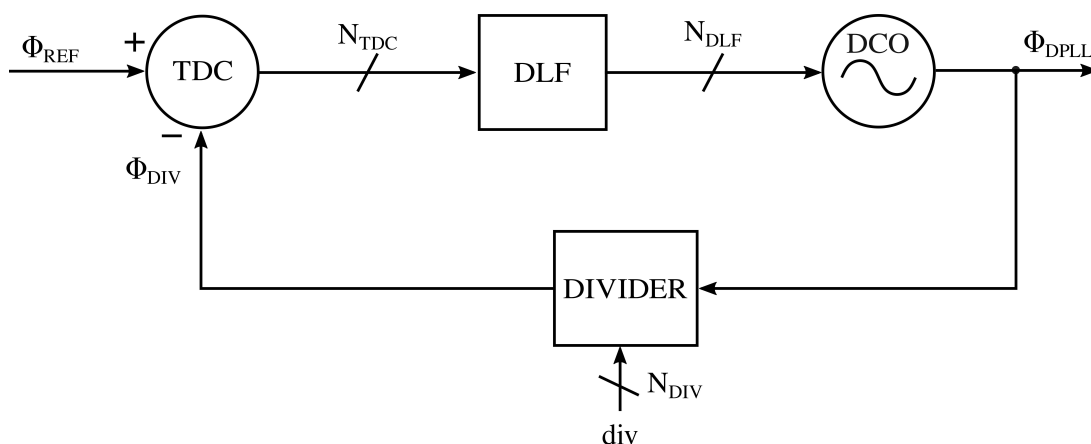 Φ_REF
+
TDC
−
N_TDC
DLF
N_DLF
DCO
Φ_DPLL
Φ_DIV
DIVIDER
N_DIV
div